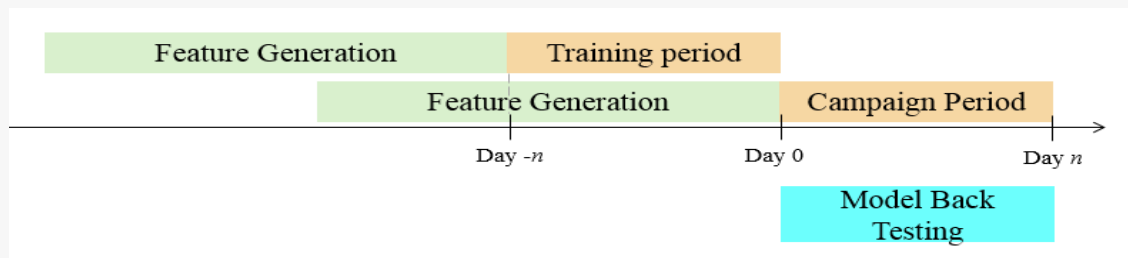 Feature Generation Training period
Feature Generation Campaign Period
Day -n Day 0 Day n
Model Back
Testing